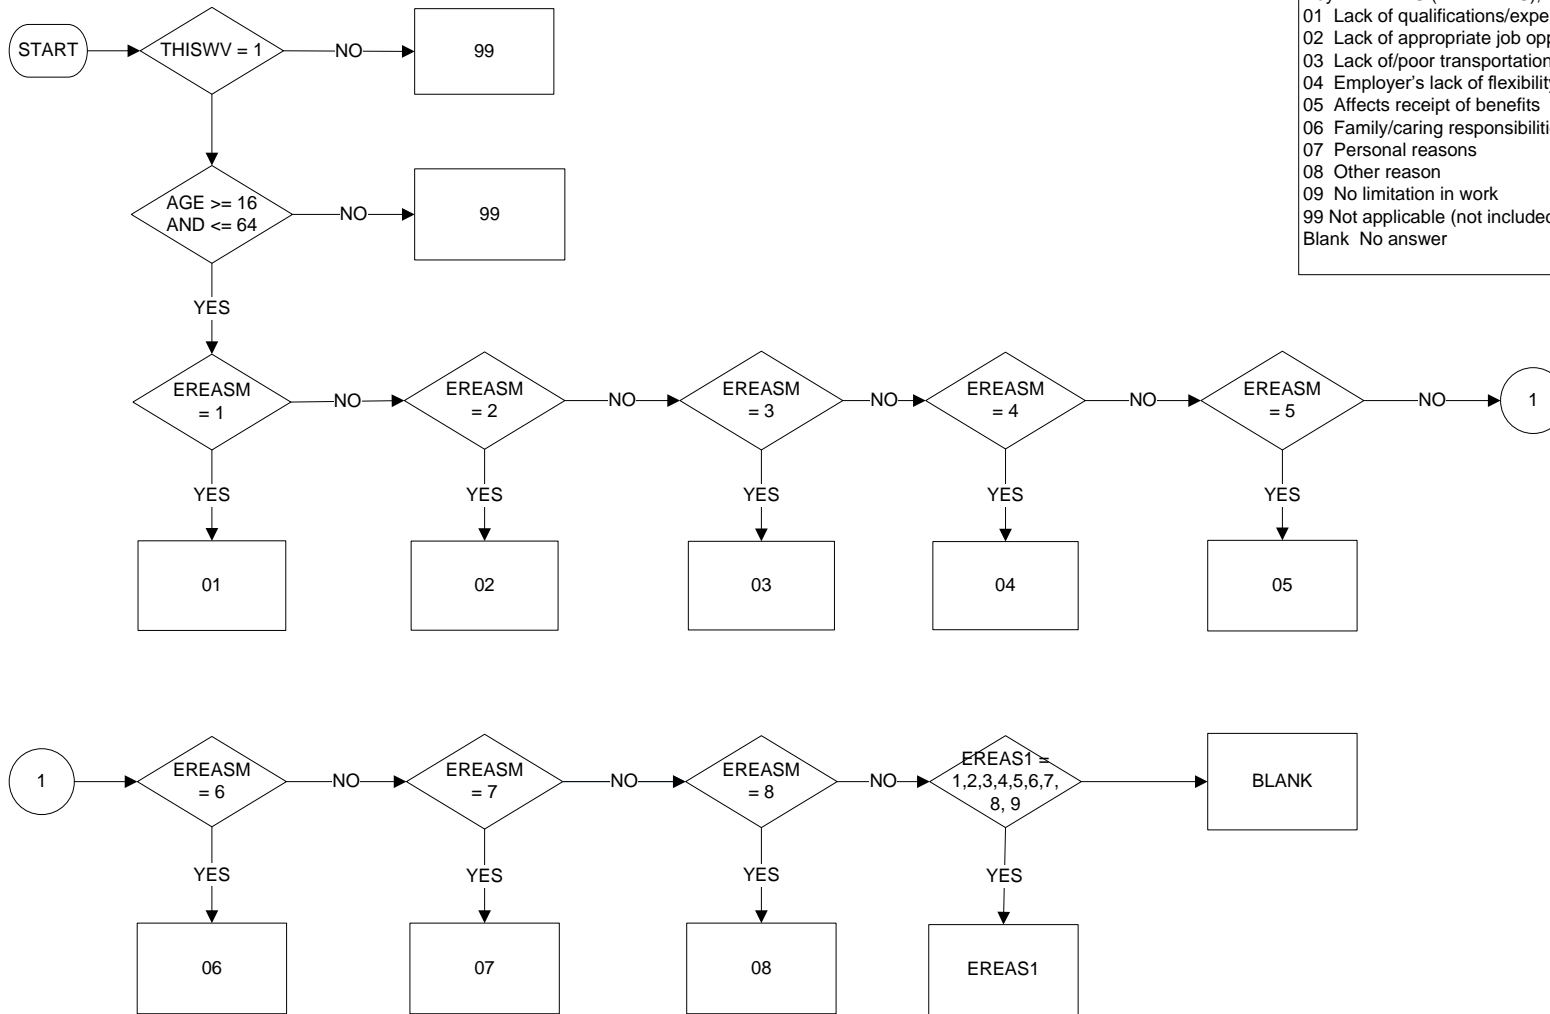 START
THISWV = 1
NO
99
01 Lack of qualifications/expe
02 Lack of appropriate job opp
03 Lack of/poor transportation
04 Employer's lack of flexibility
05 Affects receipt of benefits
06 Family/caring responsibiliti
07 Personal reasons
08 Other reason
09 No limitation in work
99 Not applicable (not included
Blank No answer
AGE >= 16
AND <= 64
NO
99
YES
EREASM
= 1
NO
EREASM
= 2
NO
EREASM
= 3
NO
EREASM
= 4
NO
EREASM
= 5
NO
1
YES
YES
YES
YES
YES
01
02
03
04
05
1
EREASM
= 6
NO
EREASM
= 7
NO
EREASM
= 8
NO
EREAS1 =
1,2,3,4,5,6,7,
8, 9
BLANK
YES
YES
YES
YES
06
07
08
EREAS1